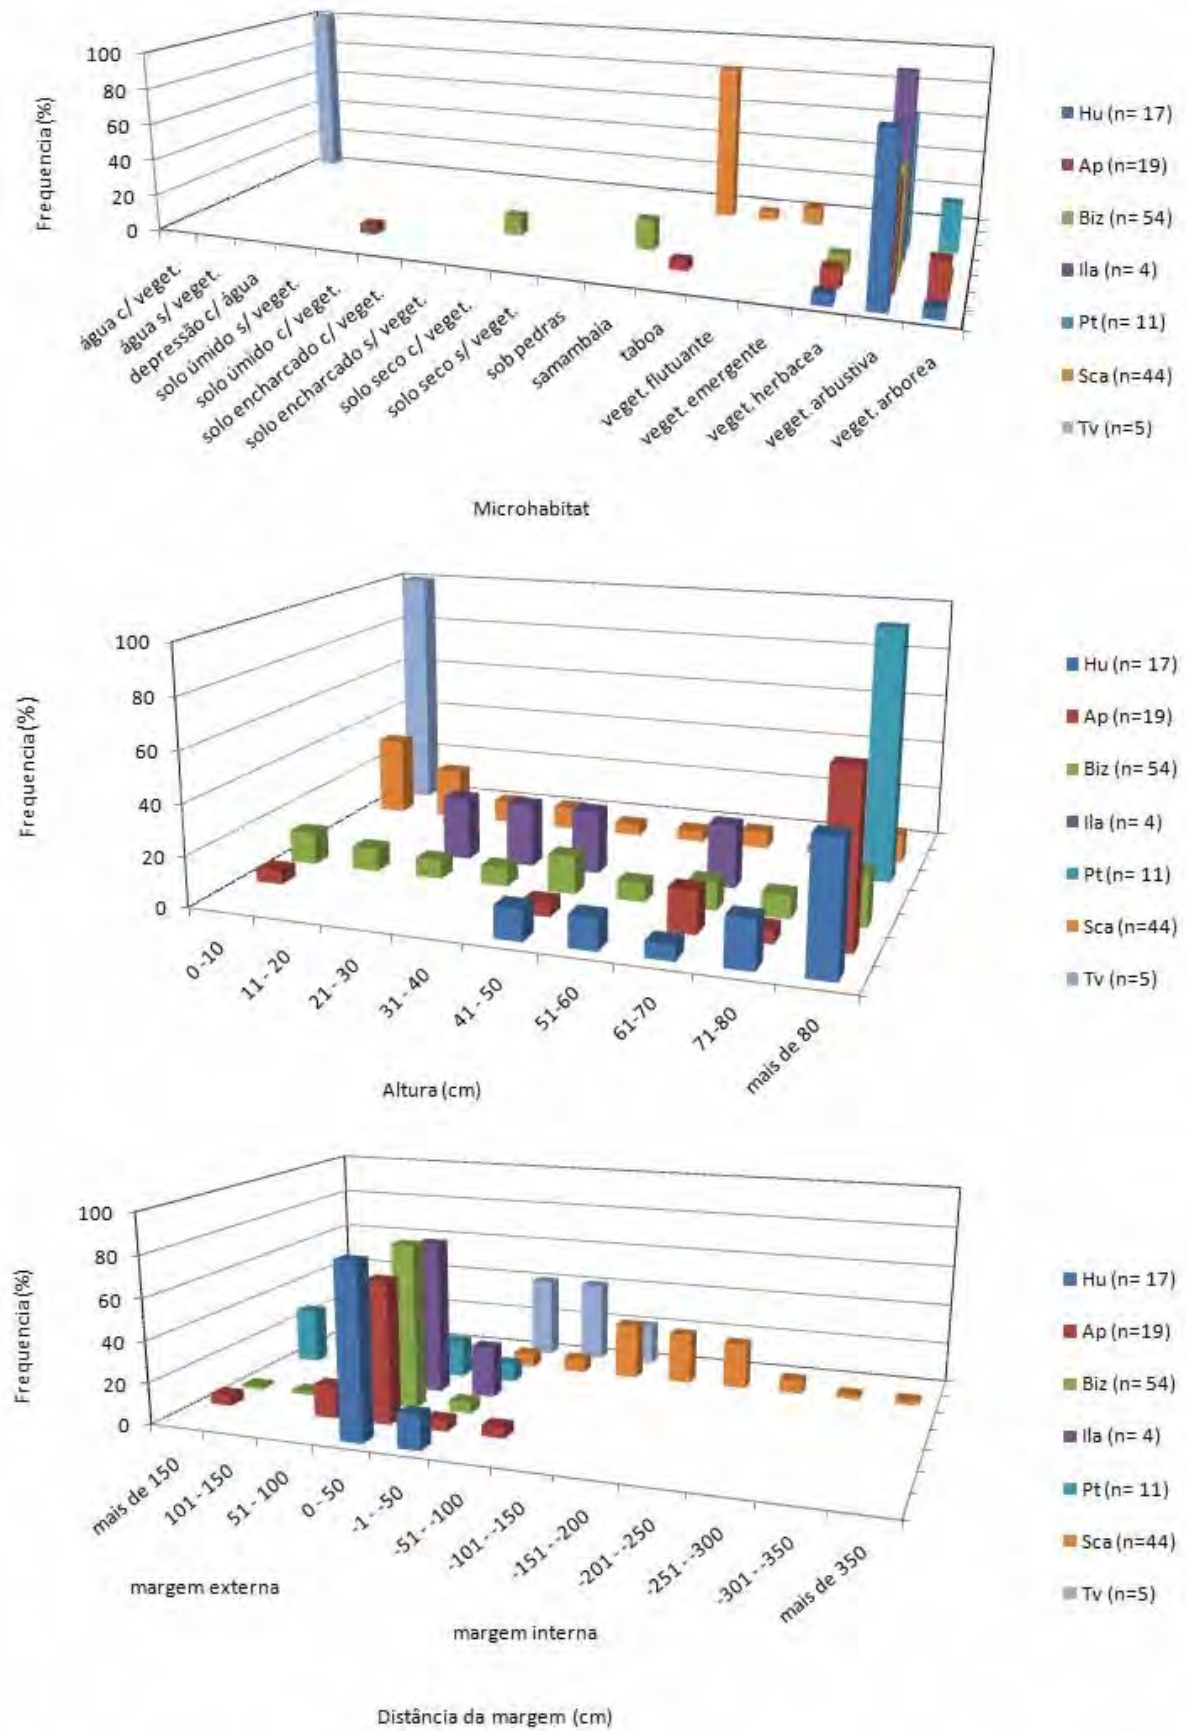 100
80
60
40
20
0
Frequencia(%)
água c/ veget.
água s/ veget.
depressão c/ água
solo úmido s/ veget.
solo úmido c/ veget.
solo encharcado c/ veget.
solo encharcado s/ veget.
solo seco c/ veget.
solo seco s/ veget.
sob pedras
samambaia
taboa
veget. flutuante
veget. emergente
veget. herbacea
veget. arbustiva
veget. arborea
Microhabitat
Hu (n= 17)
Ap (n=19)
Biz (n= 54)
Ila (n= 4)
Pt (n= 11)
Sca (n=44)
Tv (n=5)
100
80
60
40
20
0
Frequencia(%)
0 -10
11 - 20
21 - 30
31 - 40
41 - 50
51-60
61-70
71-80
mais de 80
Altura (cm)
Hu (n= 17)
Ap (n=19)
Biz (n= 54)
Ila (n= 4)
Pt (n= 11)
Sca (n=44)
Tv (n=5)
100
80
60
40
20
0
Frequencia(%)
mais de 150
101 - 150
51 - 100
0 - 50
-1 - -50
-51 - -100
-101 - -150
-151 - -200
-201 - -250
-251 - -300
-301 - -350
mais de 350
margem externa
margem interna
Distância da margem (cm)
Hu (n= 17)
Ap (n=19)
Biz (n= 54)
Ila (n= 4)
Pt (n= 11)
Sca (n=44)
Tv (n=5)